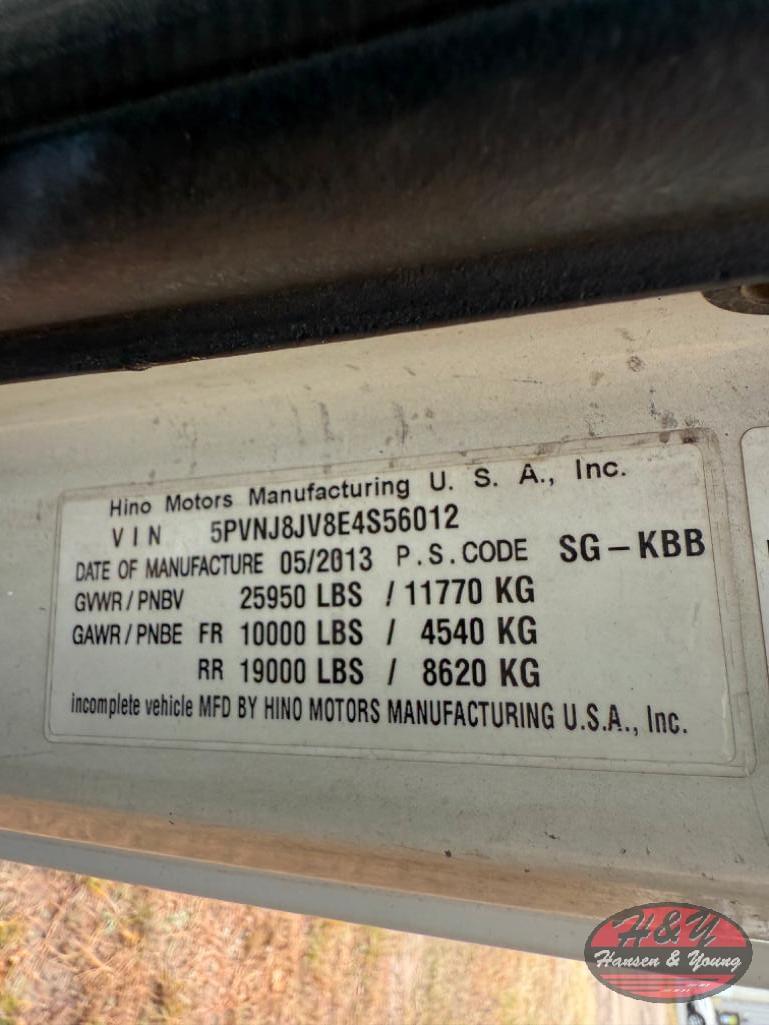 Hino Motors Manufacturing U. S. A., Inc.
VIN 5PVNJ8JV8E4S56012
DATE OF MANUFACTURE 05/2013 P.S.CODE SG-KBB
GVWR/PNBV 25950 LBS / 11770 KG
GAWR/PNBE FR 10000 LBS / 4540 KG
RR 19000 LBS / 8620 KG
incomplete vehicle MFD BY HINO MOTORS MANUFACTURING U.S.A., Inc.
H&Y
Hansen & Young